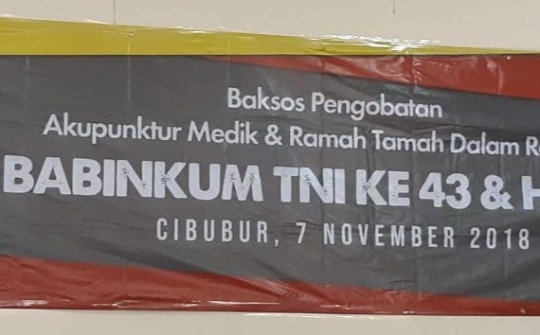 Baksos Pengobatan
Akupunktur Medik & Ramah Tamah Dalam R
BABINKUM TNI KE 43 & H
CIBUBUR, 7 NOVEMBER 2018